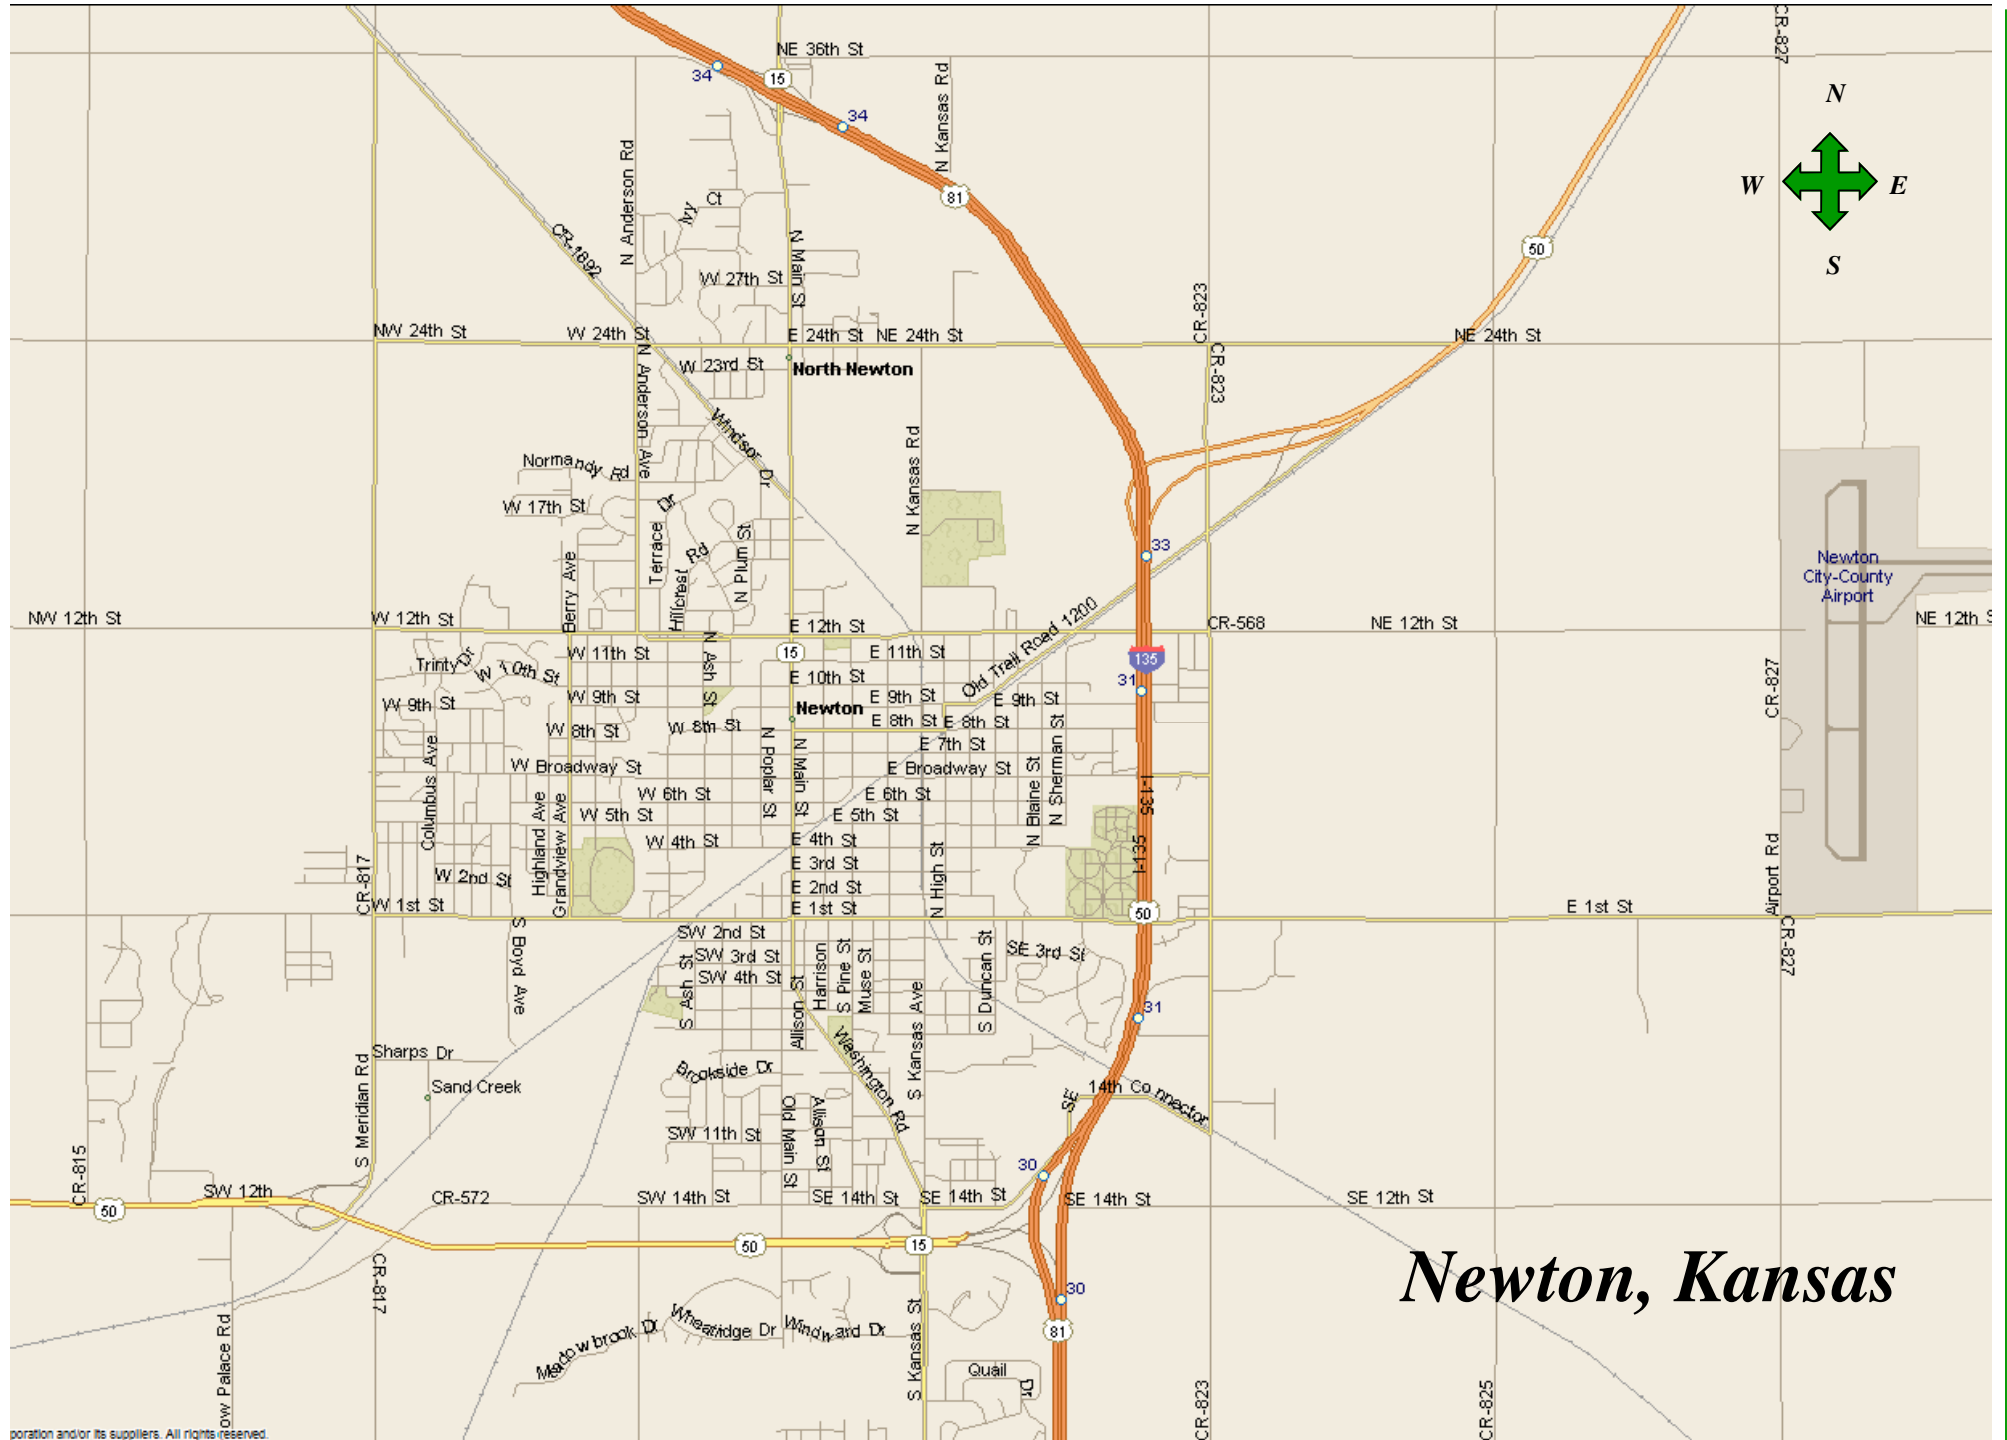 NE 36th St
CR-827
34
15
34
N Kansas Rd
N
W
E
S
N Anderson Rd
81
Ivy Ct
CR-1892
N Main St
50
W 27th St
CR-823
NW 24th St
W 24th St
E 24th St
NE 24th St
NE 24th St
N Anderson Ave
W 23rd St
North Newton
CR-823
Windsor Dr
N Kansas Rd
Normandy Rd
W 17th St
Terrace Dr
Hillcrest Rd
N Plum St
Berry Ave
33
Newton
City-County
Airport
NW 12th St
W 12th St
E 12th St
Old Trail Road 1200
CR-568
NE 12th St
NE 12th S
Trinty Dr
W 10th St
W 11th St
N Ash St
15
E 11th St
135
E 10th St
31
CR-827
W 9th St
W 9th St
E 9th St
E 9th St
Newton
W 8th St
W 8th St
E 8th St
E 8th St
E 7th St
N Poplar St
N Main St
Columbus Ave
W Broadway St
E Broadway St
N Blaine St
N Sherman St
I-135
W 6th St
E 6th St
W 5th St
E 5th St
Highland Ave
Grandview Ave
W 4th St
E 4th St
I-135
E 3rd St
N High St
W 2nd St
E 2nd St
CR-817
W 1st St
E 1st St
50
E 1st St
Airport Rd
CR-827
S Boyd Ave
SW 2nd St
SW 3rd St
SW 4th St
S Ash St
Allison St
Harrison
S Pine St
Muse St
S Kansas Ave
S Duncan St
SE 3rd St
31
Washington Rd
Sharps Dr
Sand Creek
S Meridian Rd
Brookside Dr
SE 14th Connector
Old Main St
Allison St
SW 11th St
CR-815
30
SW 12th
CR-572
SW 14th St
SE 14th St
SE 14th St
SE 14th St
SE 12th St
50
50
15
CR-817
30
Newton, Kansas
81
ow Palace Rd
Meadowbrook Dr
Wheatridge Dr
Windward Dr
S Kansas St
Quail Dr
CR-823
CR-825
poration and/or its suppliers. All rights reserved.